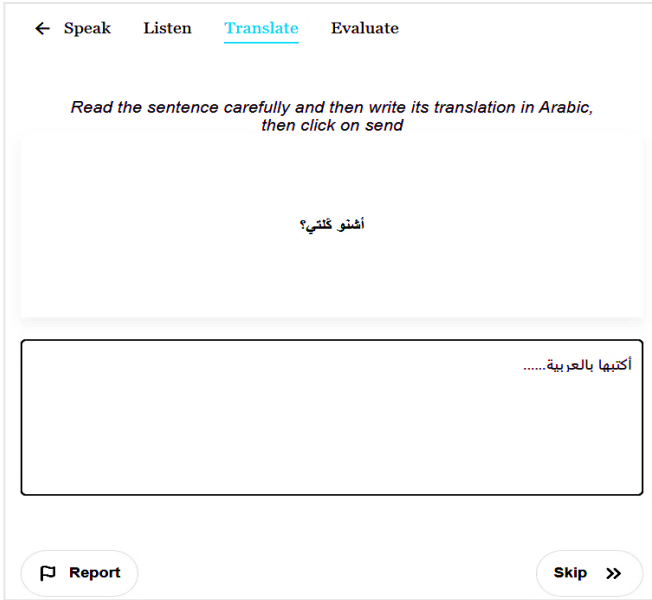 ← Speak Listen Translate Evaluate
Read the sentence carefully and then write its translation in Arabic,
then click on send
أشنو ڭلتي؟
أكتبها بالعربية......
Report Skip